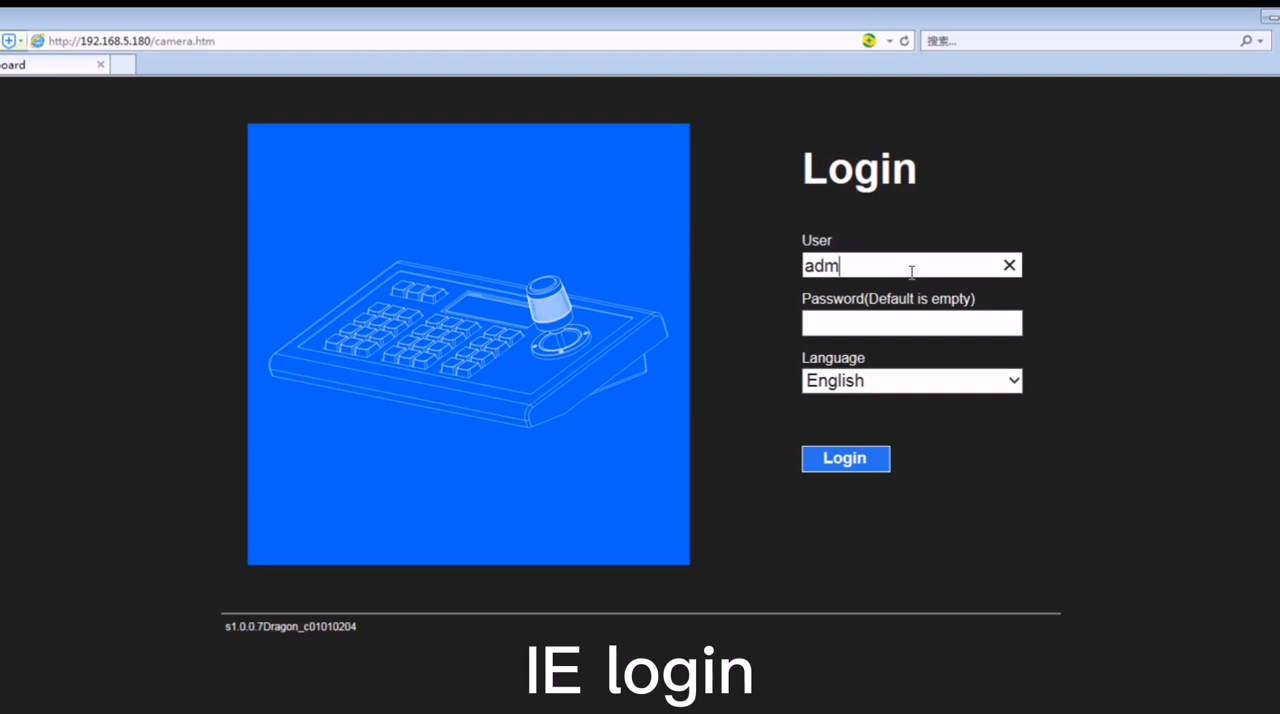 http://192.168.5.180/camera.htm
搜索...
oard
Login
User
adm
Password(Default is empty)
Language
English
Login
s1.0.0.7Dragon_c01010204
IE login